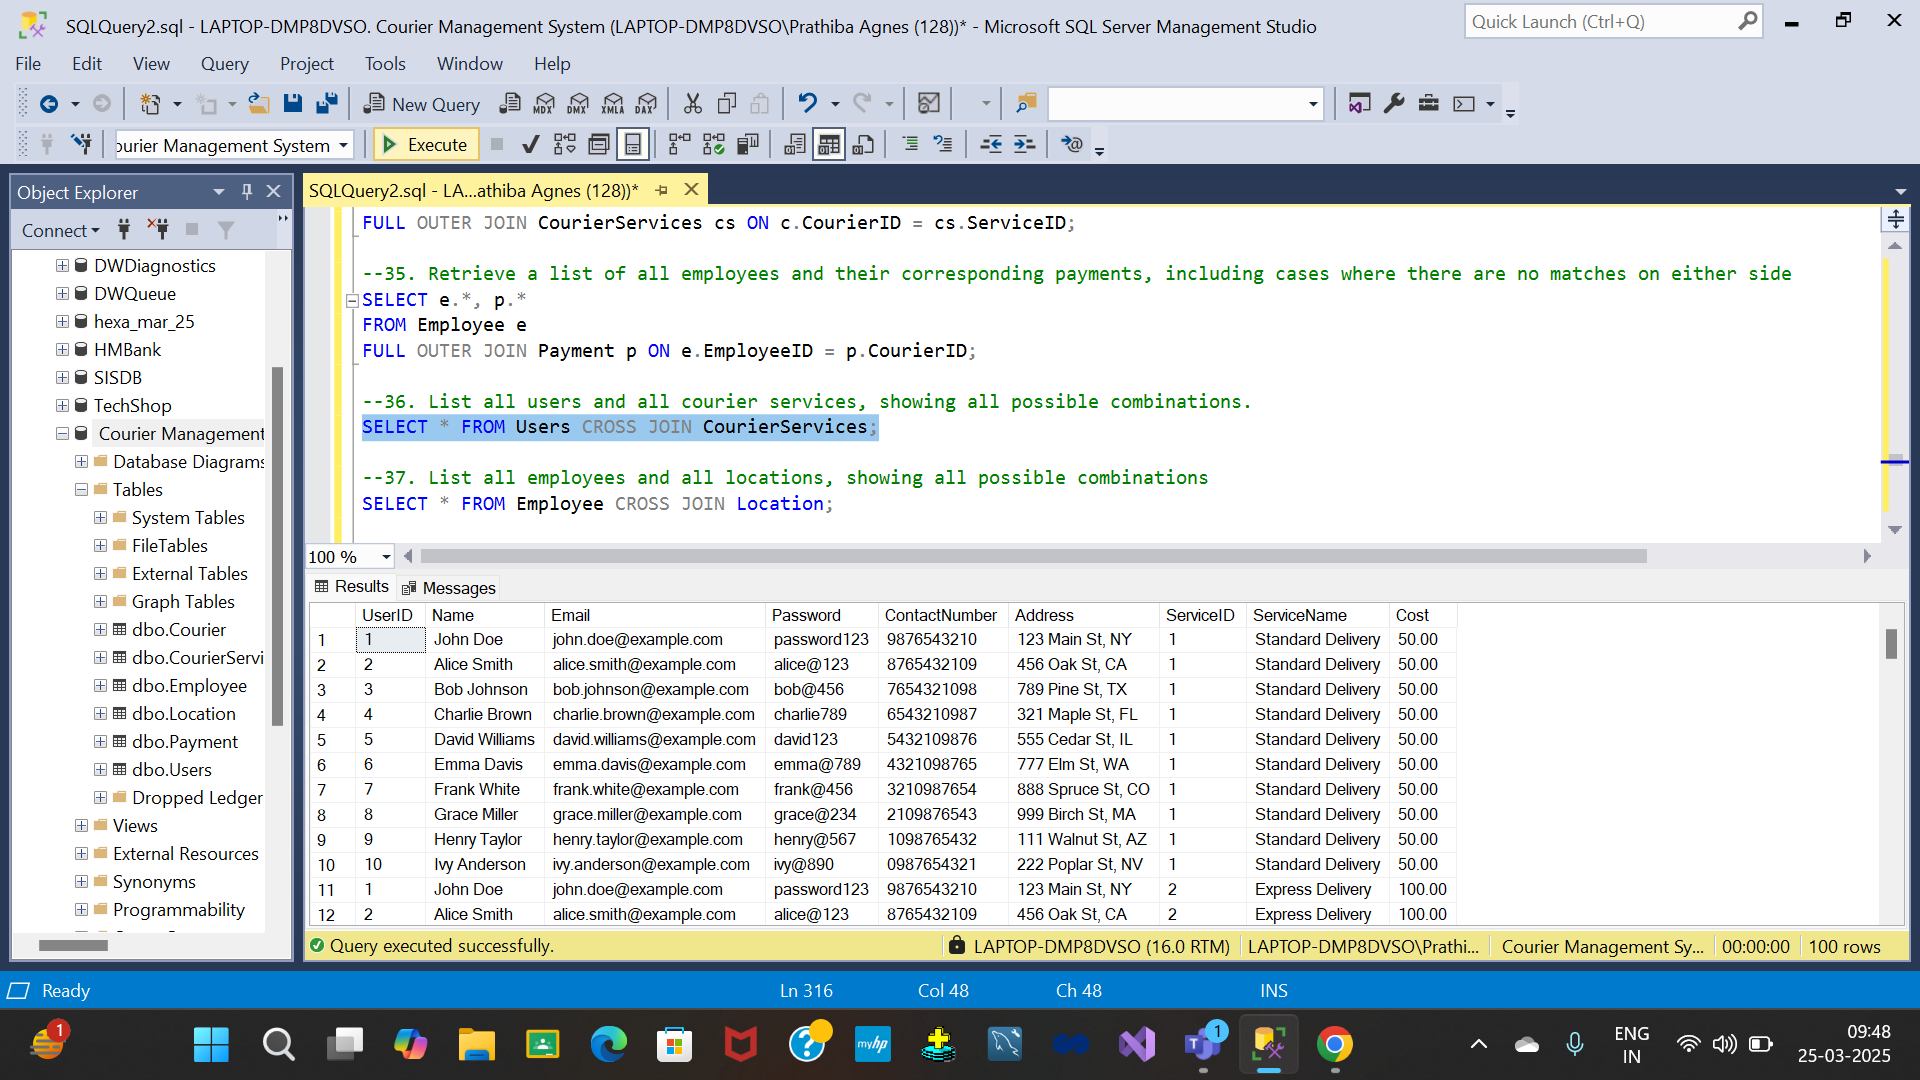 SQLQuery2.sql - LAPTOP-DMP8DVSO. Courier Management System (LAPTOP-DMP8DVSO\Prathiba Agnes (128))* - Microsoft SQL Server Management Studio
Quick Launch (Ctrl+Q)
File Edit View Query Project Tools Window Help
New Query MDX DMX XMLA DAX
ourier Management System Execute
Object Explorer
SQLQuery2.sql - LA...athiba Agnes (128))*
Connect
DWDiagnostics
DWQueue
hexa_mar_25
HMBank
SISDB
TechShop
Courier Management
Database Diagrams
Tables
System Tables
FileTables
External Tables
Graph Tables
dbo.Courier
dbo.CourierServi
dbo.Employee
dbo.Location
dbo.Payment
dbo.Users
Dropped Ledger
Views
External Resources
Synonyms
Programmability
FULL OUTER JOIN CourierServices cs ON c.CourierID = cs.ServiceID;
--35. Retrieve a list of all employees and their corresponding payments, including cases where there are no matches on either side
SELECT e.*, p.*
FROM Employee e
FULL OUTER JOIN Payment p ON e.EmployeeID = p.CourierID;
--36. List all users and all courier services, showing all possible combinations.
SELECT * FROM Users CROSS JOIN CourierServices;
--37. List all employees and all locations, showing all possible combinations
SELECT * FROM Employee CROSS JOIN Location;
100 %
Results Messages
UserID Name Email Password ContactNumber Address ServiceID ServiceName Cost
1 1 John Doe john.doe@example.com password123 9876543210 123 Main St, NY 1 Standard Delivery 50.00
2 2 Alice Smith alice.smith@example.com alice@123 8765432109 456 Oak St, CA 1 Standard Delivery 50.00
3 3 Bob Johnson bob.johnson@example.com bob@456 7654321098 789 Pine St, TX 1 Standard Delivery 50.00
4 4 Charlie Brown charlie.brown@example.com charlie789 6543210987 321 Maple St, FL 1 Standard Delivery 50.00
5 5 David Williams david.williams@example.com david123 5432109876 555 Cedar St, IL 1 Standard Delivery 50.00
6 6 Emma Davis emma.davis@example.com emma@789 4321098765 777 Elm St, WA 1 Standard Delivery 50.00
7 7 Frank White frank.white@example.com frank@456 3210987654 888 Spruce St, CO 1 Standard Delivery 50.00
8 8 Grace Miller grace.miller@example.com grace@234 2109876543 999 Birch St, MA 1 Standard Delivery 50.00
9 9 Henry Taylor henry.taylor@example.com henry@567 1098765432 111 Walnut St, AZ 1 Standard Delivery 50.00
10 10 Ivy Anderson ivy.anderson@example.com ivy@890 0987654321 222 Poplar St, NV 1 Standard Delivery 50.00
11 1 John Doe john.doe@example.com password123 9876543210 123 Main St, NY 2 Express Delivery 100.00
12 2 Alice Smith alice.smith@example.com alice@123 8765432109 456 Oak St, CA 2 Express Delivery 100.00
Query executed successfully. LAPTOP-DMP8DVSO (16.0 RTM) LAPTOP-DMP8DVSO\Prathi... Courier Management Sy... 00:00:00 100 rows
Ready Ln 316 Col 48 Ch 48 INS
1 myhp 1 ENG IN 09:48
25-03-2025